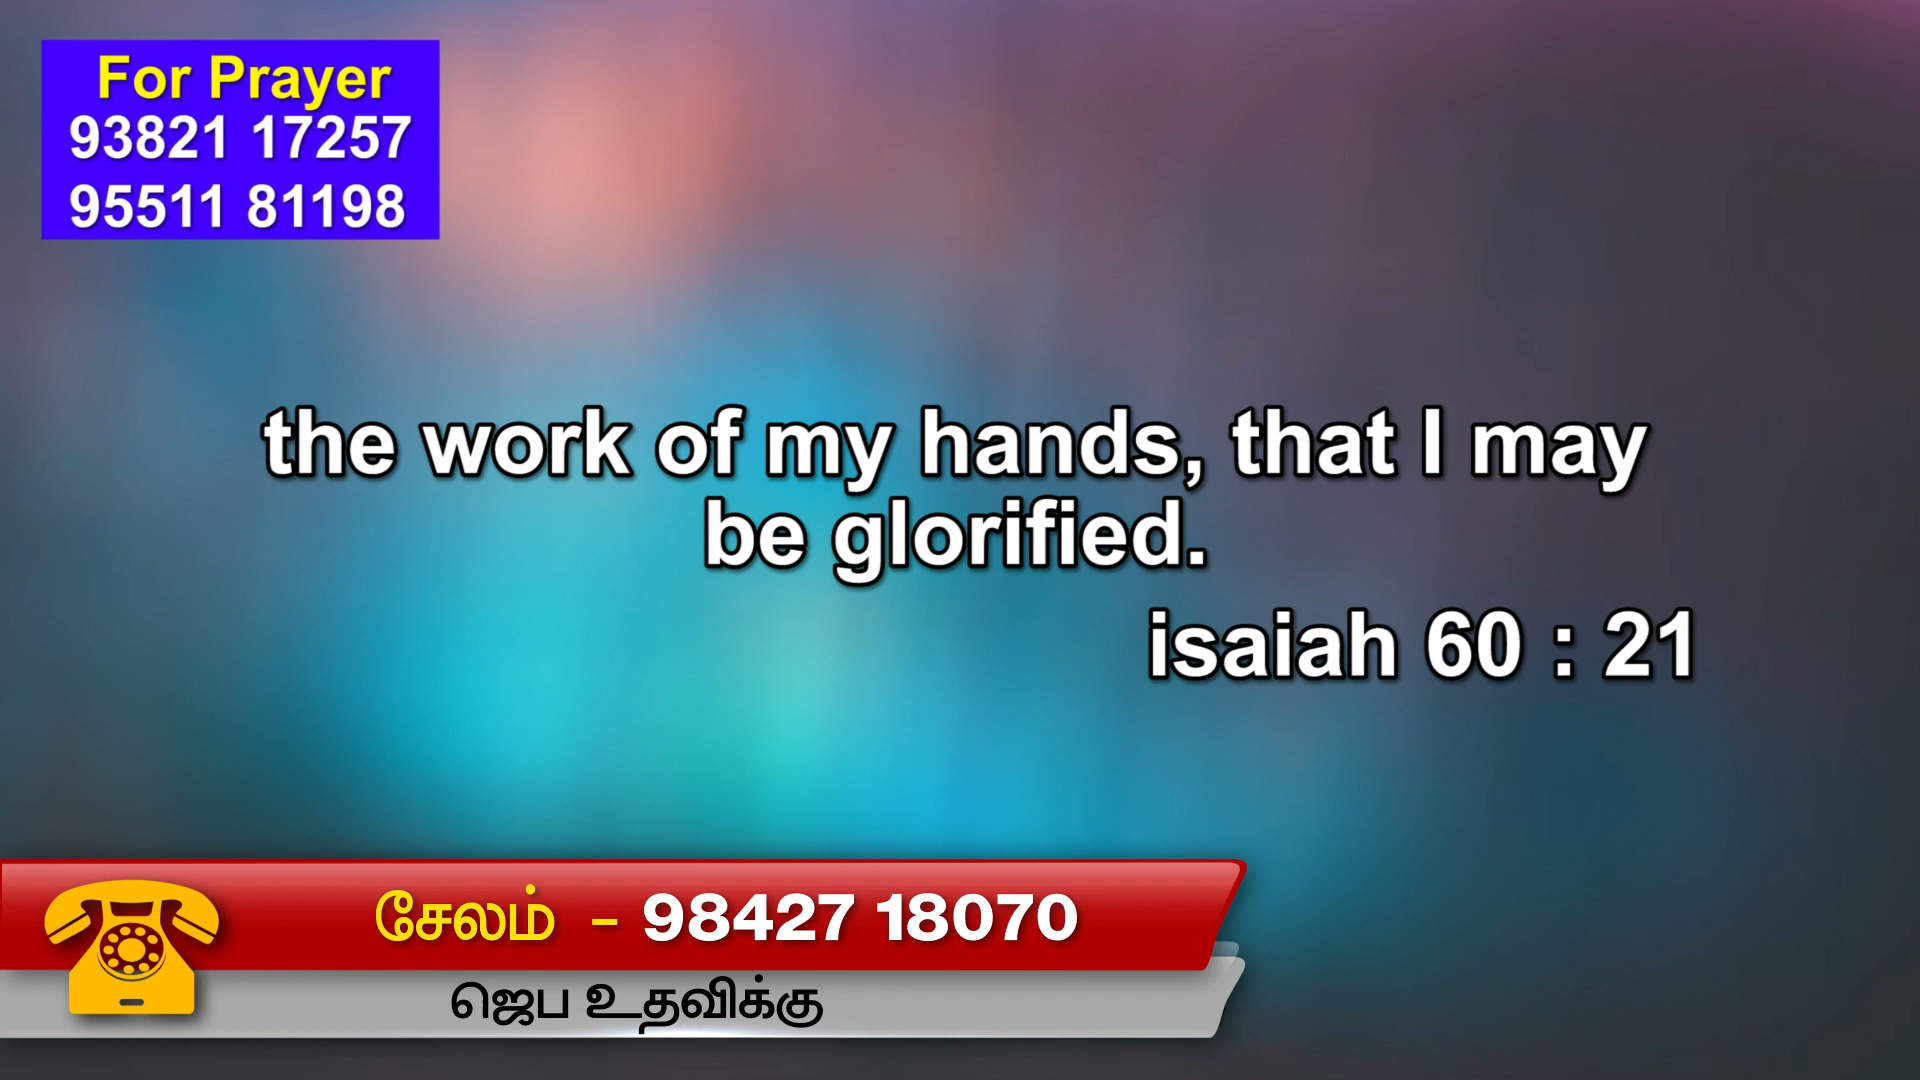 For Prayer
93821 17257
95511 81198
the work of my hands, that I may
be glorified.
isaiah 60 : 21
சேலம் - 98427 18070
ஜெப உதவிக்கு